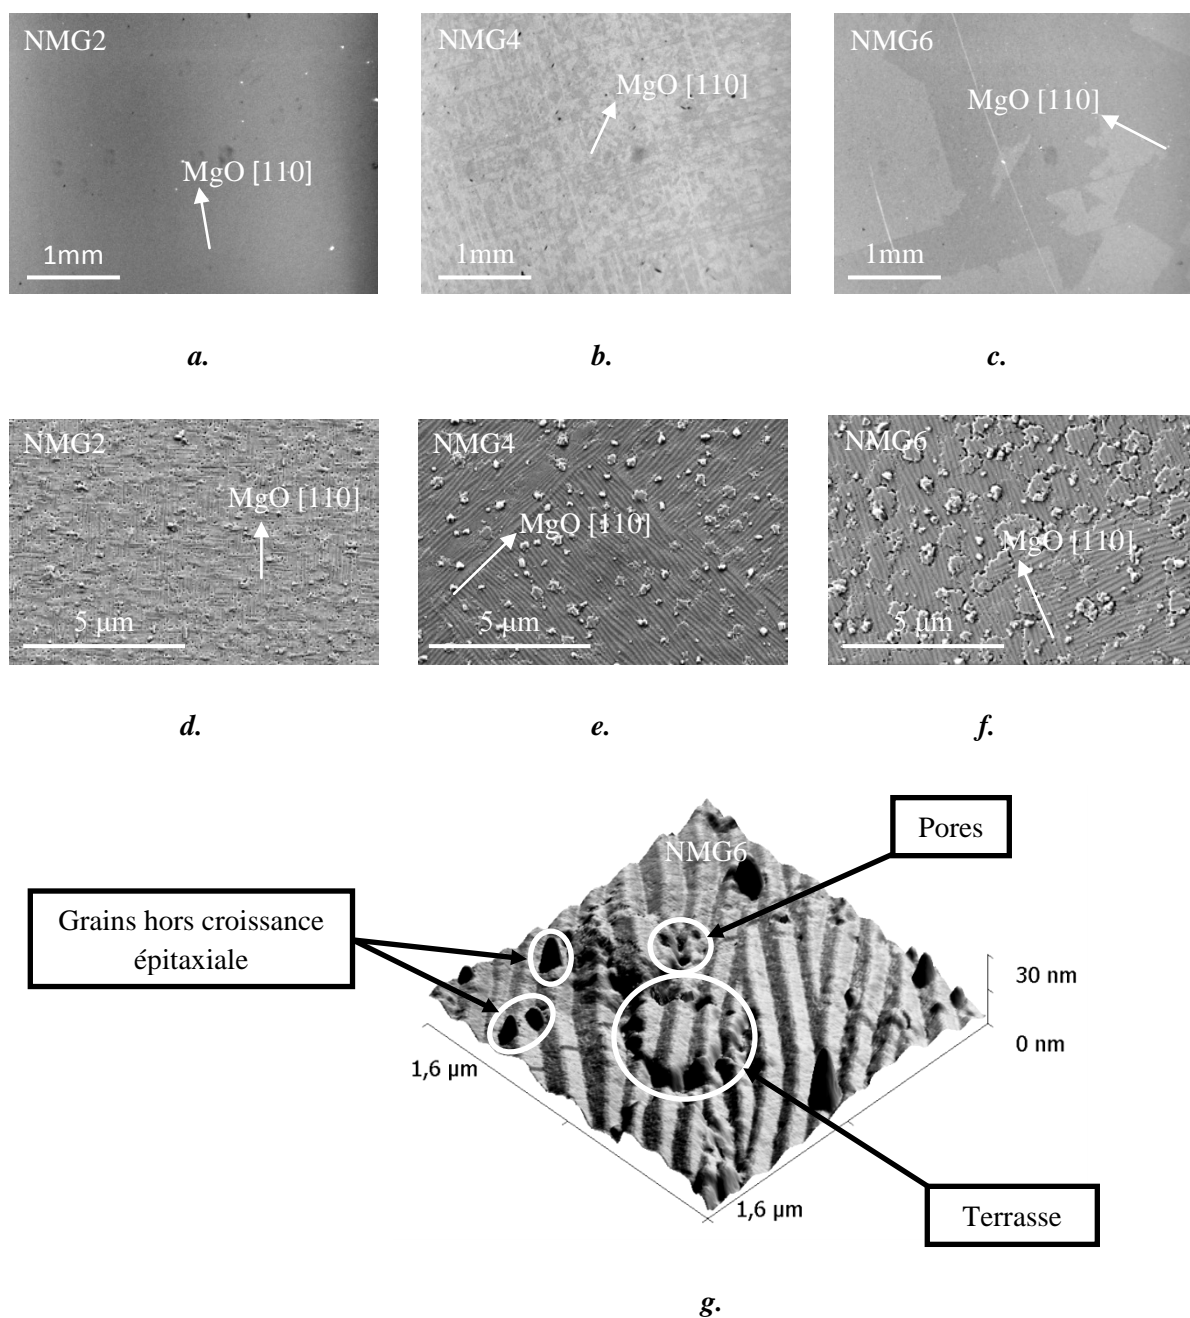 NMG2
MgO [110]
1mm
NMG4
MgO [110]
1mm
NMG6
MgO [110]
1mm
a.
b.
c.
NMG2
MgO [110]
5 µm
NMG4
MgO [110]
5 µm
NMG6
MgO [110]
5 µm
d.
e.
f.
Pores
NMG6
Grains hors croissance
épitaxiale
30 nm
0 nm
1,6 µm
1,6 µm
Terrasse
g.